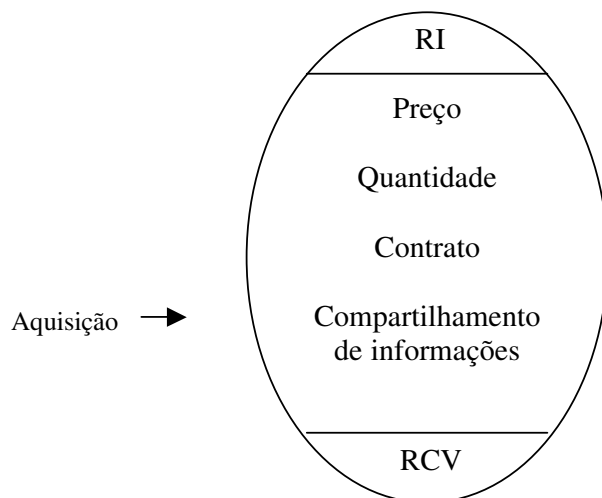 RI
Preço
Quantidade
Contrato
Aquisição
Compartilhamento
de informações
RCV